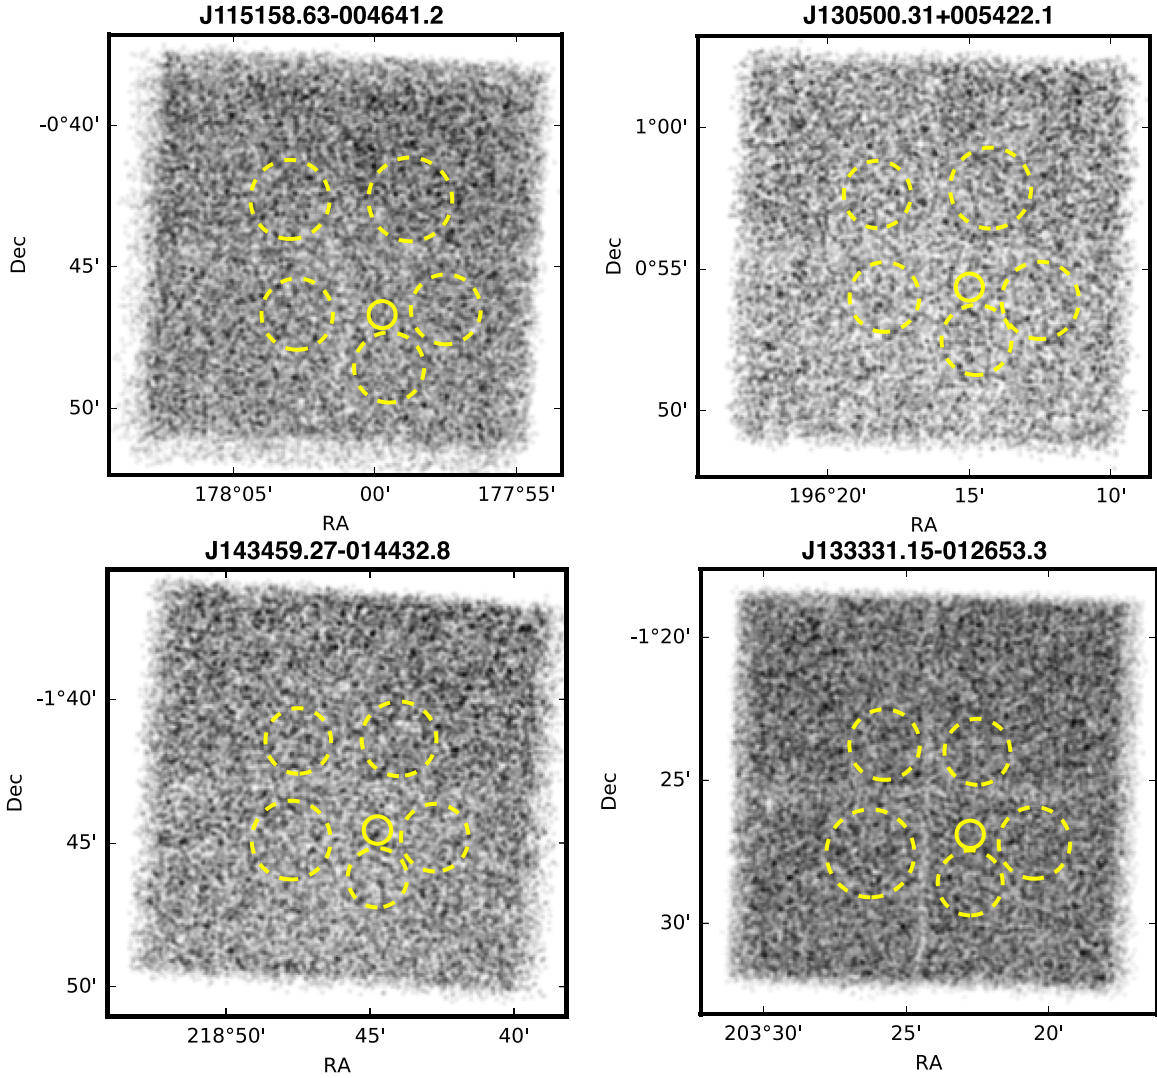 J115158.63-004641.2
-0°40'
45'
50'
Dec
178°05'
00'
177°55'
RA
J130500.31+005422.1
1°00'
0°55'
50'
Dec
196°20'
15'
10'
RA
J143459.27-014432.8
-1°40'
45'
50'
Dec
218°50'
45'
40'
RA
J133331.15-012653.3
-1°20'
25'
30'
Dec
203°30'
25'
20'
RA